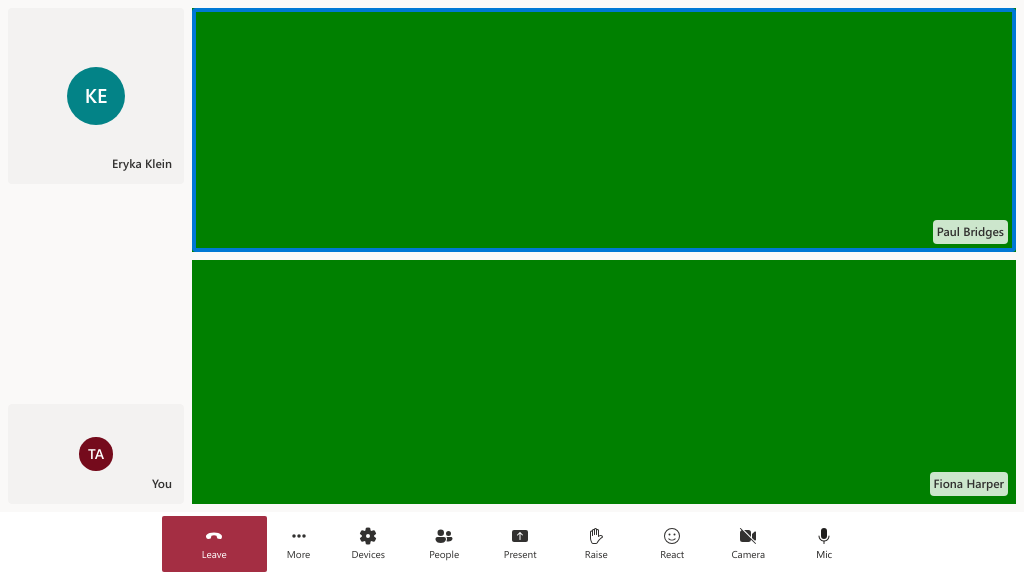 KE
Eryka Klein
Paul Bridges
TA
You
Fiona Harper
Leave
More
Devices
People
Present
Raise
React
Camera
Mic